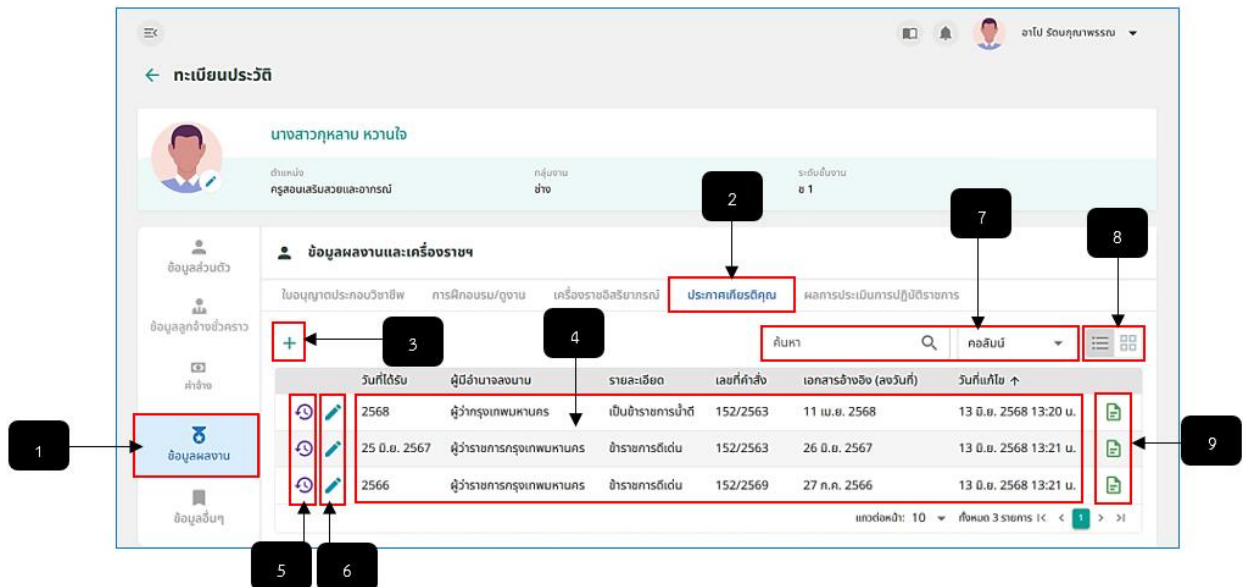 อาโป รัตนคุณาพรรณ
ทะเบียนประวัติ
นางสาวกุหลาบ หวานใจ
ตำแหน่ง กลุ่มงาน ระดับชั้นงาน
ครูสอนเสริมสวยและอาภรณ์ ช่าง ช 1
2
7
8
ข้อมูลส่วนตัว
ข้อมูลผลงานและเครื่องราชฯ
ใบอนุญาตประกอบวิชาชีพ การฝึกอบรม/ดูงาน เครื่องราชอิสริยาภรณ์ ประกาศเกียรติคุณ ผลการประเมินการปฏิบัติราชการ
ข้อมูลลูกจ้างชั่วคราว
3
4
ค้นหา คอลัมน์
ค่าจ้าง
วันที่ได้รับ ผู้มีอำนาจลงนาม รายละเอียด เลขที่คำสั่ง เอกสารอ้างอิง (ลงวันที่) วันที่แก้ไข
2568 ผู้ว่ากรุงเทพมหานคร เป็นข้าราชการน้ำดี 152/2563 11 เม.ย. 2568 13 มิ.ย. 2568 13:20 น.
1
ข้อมูลผลงาน
25 มิ.ย. 2567 ผู้ว่าราชการกรุงเทพมหานคร ข้าราชการดีเด่น 152/2563 26 มิ.ย. 2567 13 มิ.ย. 2568 13:21 น.
9
2566 ผู้ว่าราชการกรุงเทพมหานคร ข้าราชการดีเด่น 152/2569 27 ก.ค. 2566 13 มิ.ย. 2568 13:21 น.
ข้อมูลอื่นๆ
แถวต่อหน้า: 10 ทั้งหมด 3 รายการ 1
5
6